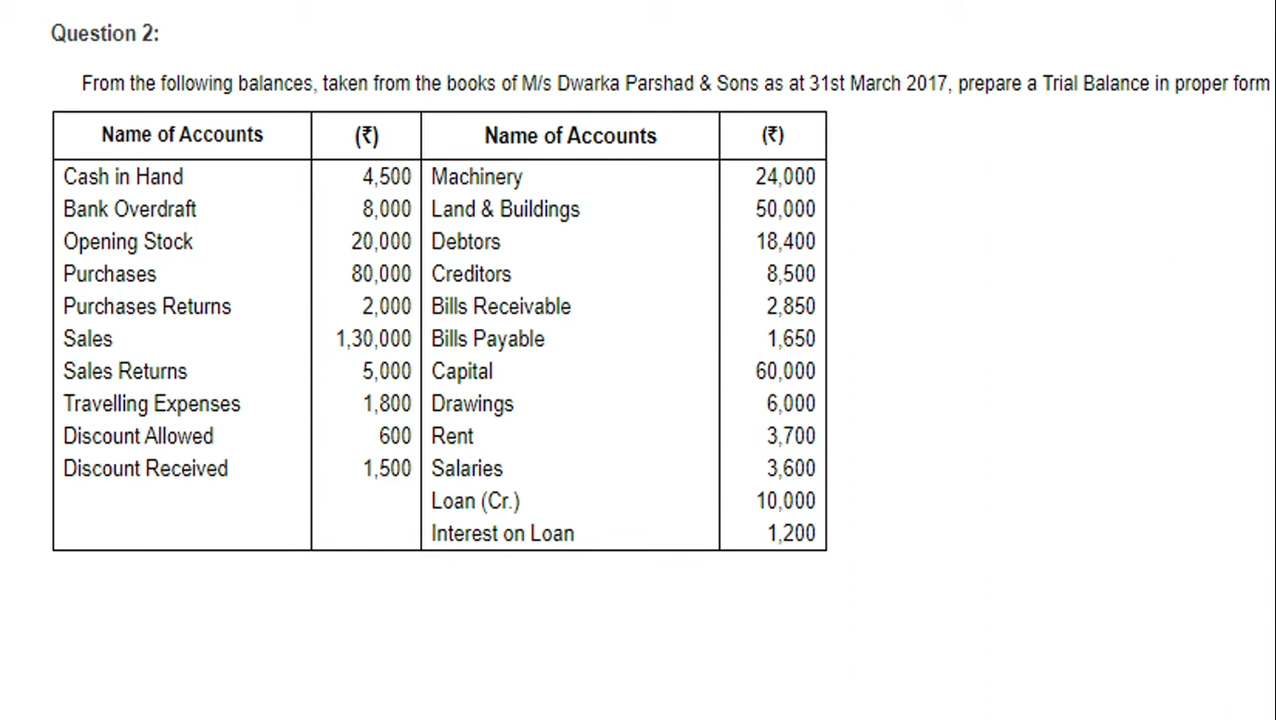 Question 2:
From the following balances, taken from the books of M/s Dwarka Parshad & Sons as at 31st March 2017, prepare a Trial Balance in proper form
Name of Accounts (₹) Name of Accounts (₹)
Cash in Hand 4,500 Machinery 24,000
Bank Overdraft 8,000 Land & Buildings 50,000
Opening Stock 20,000 Debtors 18,400
Purchases 80,000 Creditors 8,500
Purchases Returns 2,000 Bills Receivable 2,850
Sales 1,30,000 Bills Payable 1,650
Sales Returns 5,000 Capital 60,000
Travelling Expenses 1,800 Drawings 6,000
Discount Allowed 600 Rent 3,700
Discount Received 1,500 Salaries 3,600
Loan (Cr.) 10,000
Interest on Loan 1,200